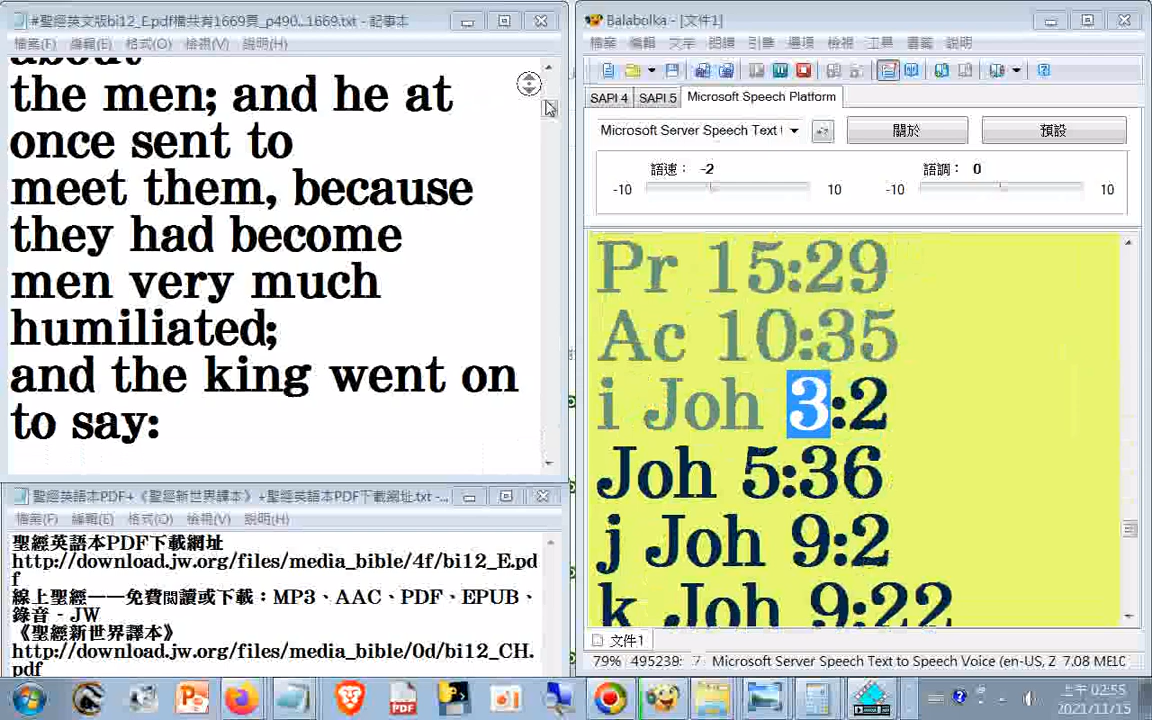 #聖經英文版bi12_E.pdf檔共有1669頁_p490...1669.txt - 記事本
檔案(F) 編輯(E) 格式(O) 檢視(V) 說明(H)
about
the men; and he at
once sent to
meet them, because
they had become
men very much
humiliated;
and the king went on
to say:
聖經英語本PDF+《聖經新世界譯本》+聖經英語本PDF下載網址.txt - ...
檔案(F) 編輯(E) 格式(O) 檢視(V) 說明(H)
聖經英語本PDF下載網址
http://download.jw.org/files/media_bible/4f/bi12_E.pd
f
線上聖經——免費閱讀或下載：MP3、AAC、PDF、EPUB、
錄音 - JW
《聖經新世界譯本》
http://download.jw.org/files/media_bible/0d/bi12_CH.
pdf
Balabolka - [文件1]
檔案 編輯 文字 朗讀 引擎 選項 檢視 工具 書籤 說明
SAPI 4 SAPI 5 Microsoft Speech Platform
Microsoft Server Speech Text 關於 預設
語速： -2 語調： 0
-10 10 -10 10
Pr 15:29
Ac 10:35
i Joh 3:2
Joh 5:36
j Joh 9:2
k Joh 9:22
文件1
79% 495238: 7 Microsoft Server Speech Text to Speech Voice (en-US, Z 7.08 ME
上午 02:55
2021/11/15